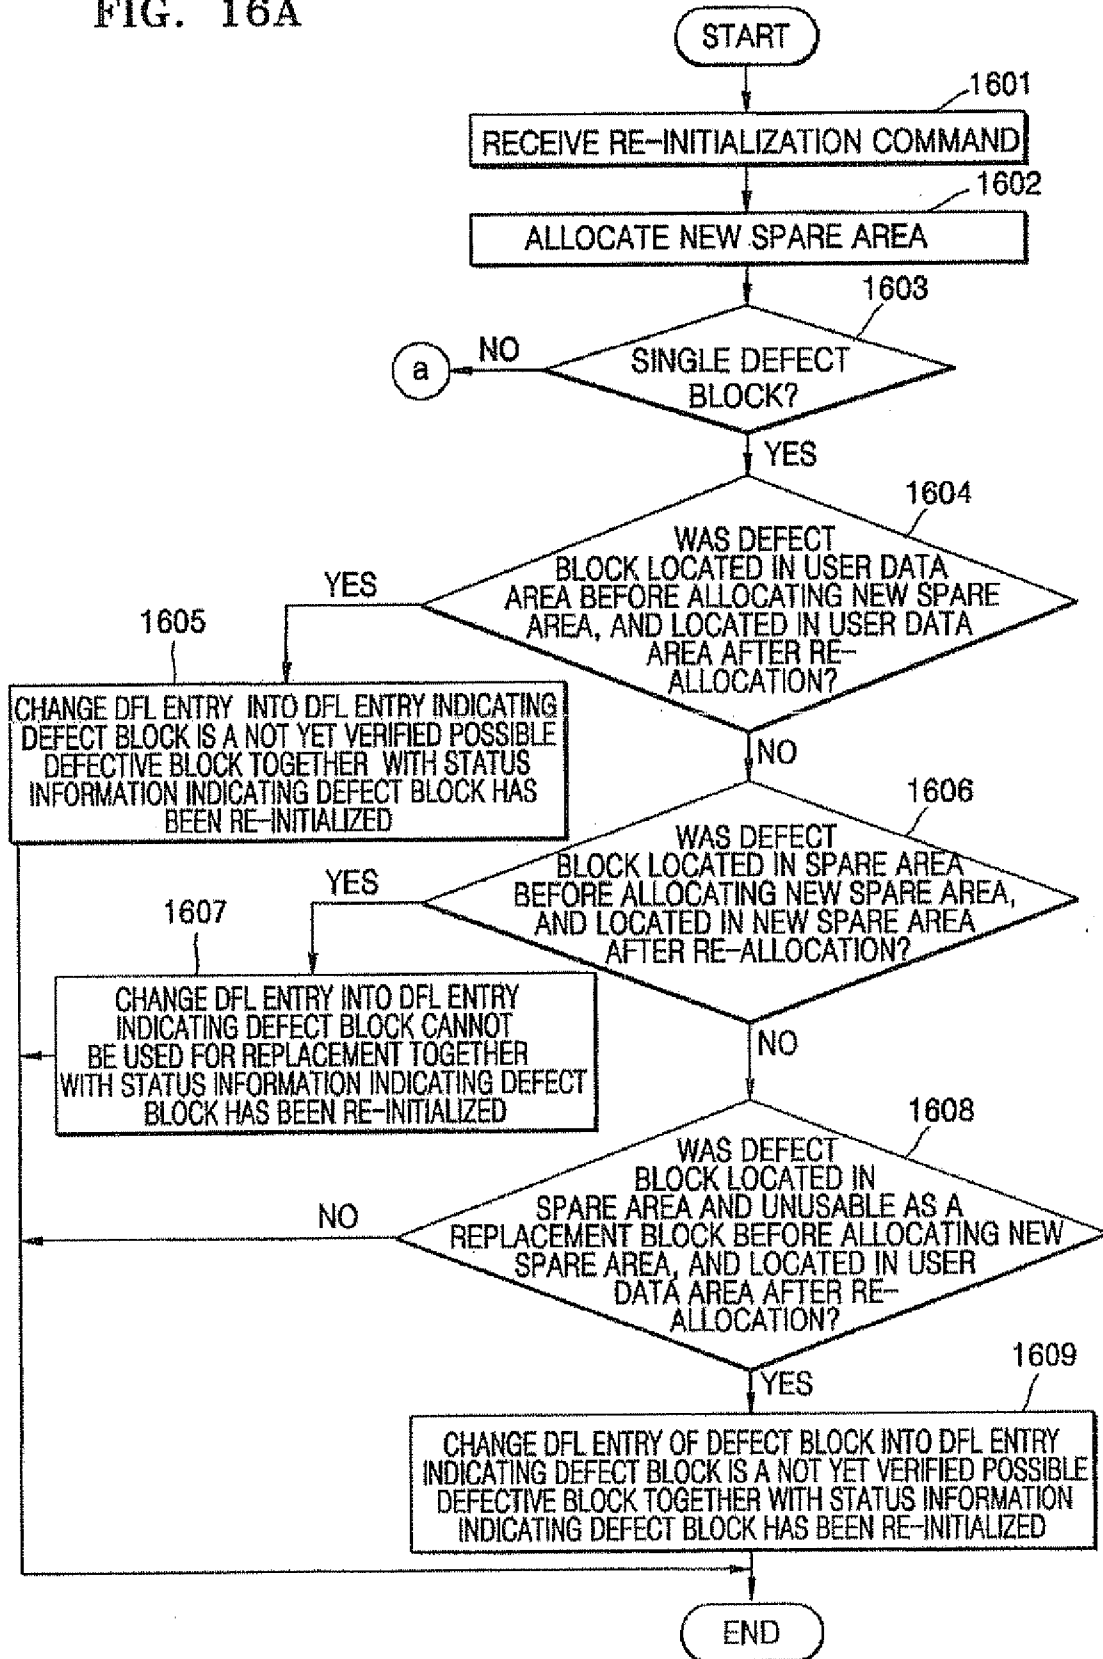 FIG. 16A
START
1601
RECEIVE RE-INITIALIZATION COMMAND
1602
ALLOCATE NEW SPARE AREA
1603
SINGLE DEFECT
BLOCK?
NO
a
YES
1604
WAS DEFECT
BLOCK LOCATED IN USER DATA
AREA BEFORE ALLOCATING NEW SPARE
AREA, AND LOCATED IN USER DATA
AREA AFTER RE-
ALLOCATION?
YES
1605
CHANGE DFL ENTRY INTO DFL ENTRY INDICATING
DEFECT BLOCK IS A NOT YET VERIFIED POSSIBLE
DEFECTIVE BLOCK TOGETHER WITH STATUS
INFORMATION INDICATING DEFECT BLOCK HAS
BEEN RE-INITIALIZED
NO
1606
WAS DEFECT
BLOCK LOCATED IN SPARE AREA
BEFORE ALLOCATING NEW SPARE AREA,
AND LOCATED IN NEW SPARE AREA
AFTER RE-ALLOCATION?
YES
1607
CHANGE DFL ENTRY INTO DFL ENTRY
INDICATING DEFECT BLOCK CANNOT
BE USED FOR REPLACEMENT TOGETHER
WITH STATUS INFORMATION INDICATING DEFECT
BLOCK HAS BEEN RE-INITIALIZED
NO
1608
WAS DEFECT
BLOCK LOCATED IN
SPARE AREA AND UNUSABLE AS A
REPLACEMENT BLOCK BEFORE ALLOCATING NEW
SPARE AREA, AND LOCATED IN USER
DATA AREA AFTER RE-
ALLOCATION?
NO
YES
1609
CHANGE DFL ENTRY OF DEFECT BLOCK INTO DFL ENTRY
INDICATING DEFECT BLOCK IS A NOT YET VERIFIED POSSIBLE
DEFECTIVE BLOCK TOGETHER WITH STATUS INFORMATION
INDICATING DEFECT BLOCK HAS BEEN RE-INITIALIZED
END